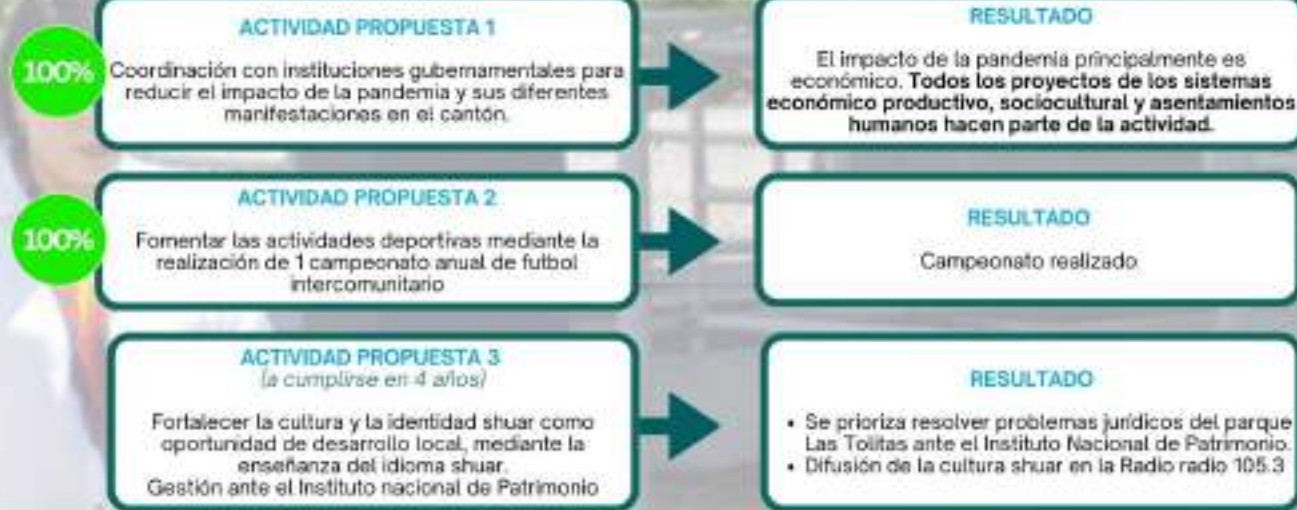 ACTIVIDAD PROPUESTA 1
100%
Coordinación con instituciones gubernamentales para
reducir el impacto de la pandemia y sus diferentes
manifestaciones en el cantón.
RESULTADO
El impacto de la pandemia principalmente es
económico. Todos los proyectos de los sistemas
económico productivo, sociocultural y asentamientos
humanos hacen parte de la actividad.
ACTIVIDAD PROPUESTA 2
100%
Fomentar las actividades deportivas mediante la
realización de 1 campeonato anual de futbol
intercomunitario
RESULTADO
Campeonato realizado
ACTIVIDAD PROPUESTA 3
(a cumplirse en 4 años)
Fortalecer la cultura y la identidad shuar como
oportunidad de desarrollo local, mediante la
enseñanza del idioma shuar.
Gestión ante el Instituto nacional de Patrimonio
RESULTADO
• Se prioriza resolver problemas jurídicos del parque
Las Tolitas ante el Instituto Nacional de Patrimonio.
• Difusión de la cultura shuar en la Radio radio 105.3